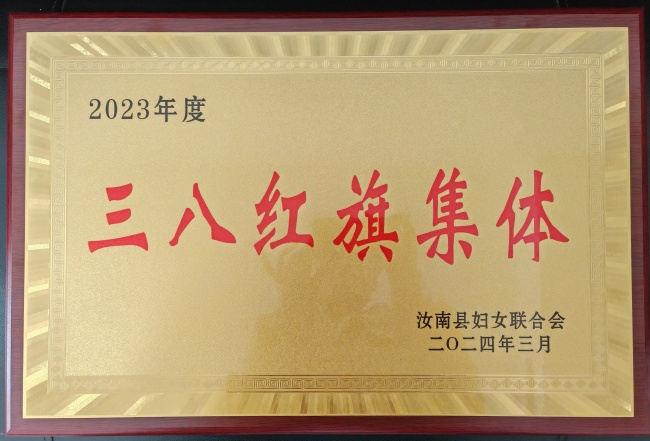 2023年度
三八红旗集体
汝南县妇女联合会
二〇二四年三月